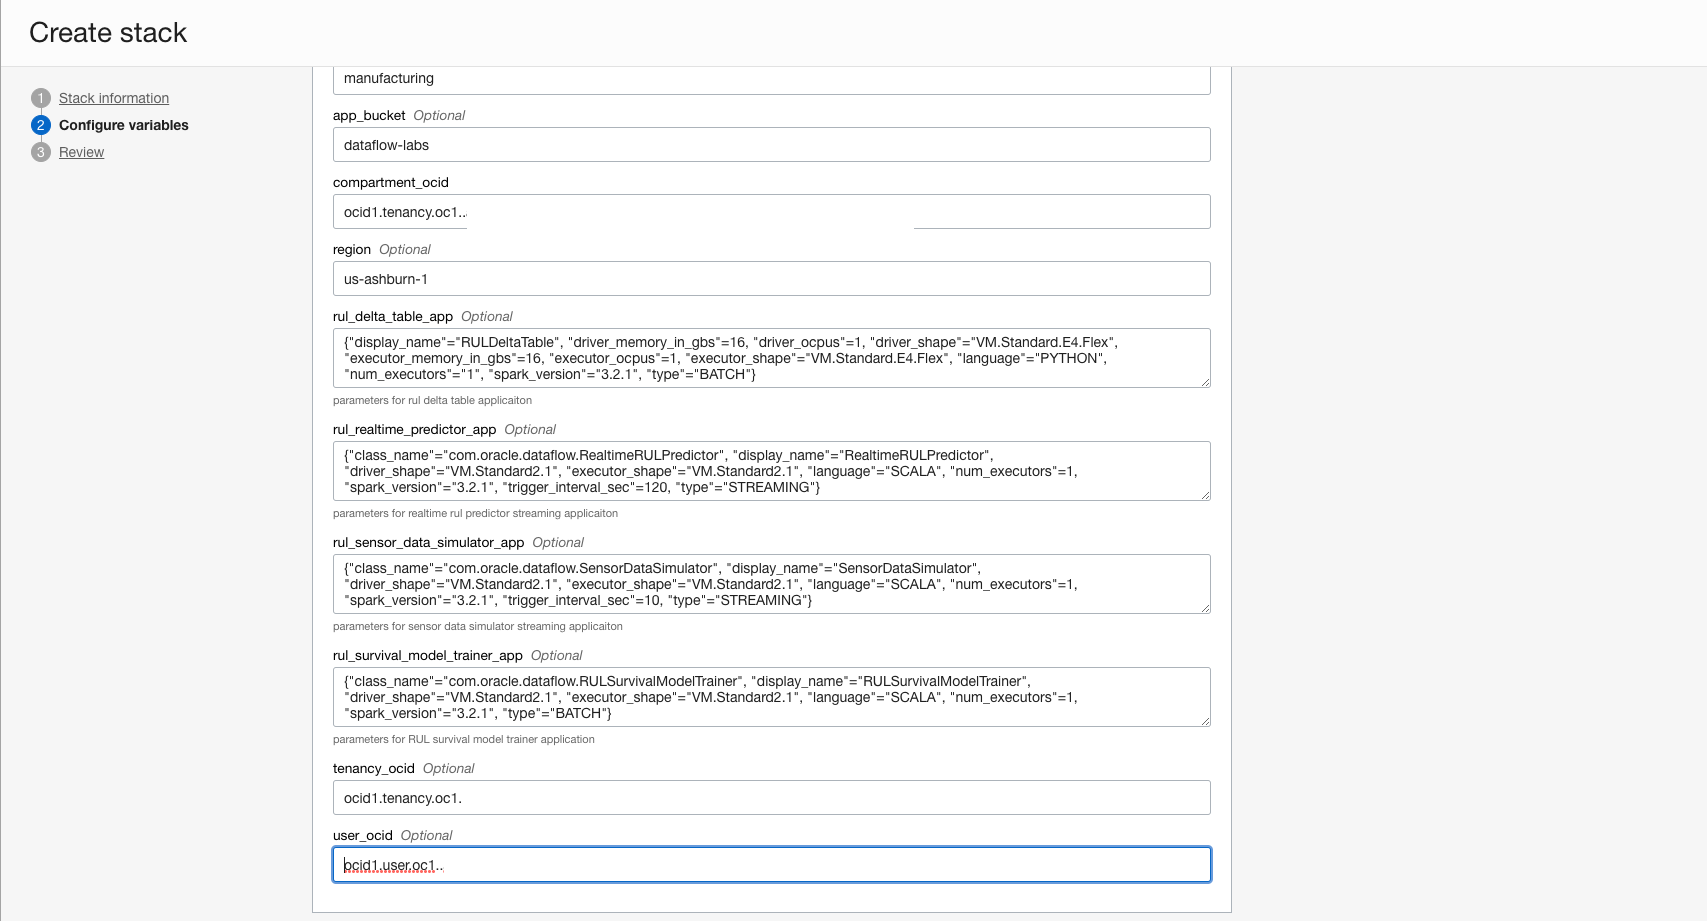 Create stack
1 Stack information
2 Configure variables
3 Review
manufacturing
app_bucket Optional
dataflow-labs
compartment_ocid
ocid1.tenancy.oc1..
region Optional
us-ashburn-1
rul_delta_table_app Optional
{"display_name"="RULDeltaTable", "driver_memory_in_gbs"=16, "driver_ocpus"=1, "driver_shape"="VM.Standard.E4.Flex",
"executor_memory_in_gbs"=16, "executor_ocpus"=1, "executor_shape"="VM.Standard.E4.Flex", "language"="PYTHON",
"num_executors"="1", "spark_version"="3.2.1", "type"="BATCH"}
parameters for rul delta table applicaiton
rul_realtime_predictor_app Optional
{"class_name"="com.oracle.dataflow.RealtimeRULPredictor", "display_name"="RealtimeRULPredictor",
"driver_shape"="VM.Standard2.1", "executor_shape"="VM.Standard2.1", "language"="SCALA", "num_executors"=1,
"spark_version"="3.2.1", "trigger_interval_sec"=120, "type"="STREAMING"}
parameters for realtime rul predictor streaming applicaiton
rul_sensor_data_simulator_app Optional
{"class_name"="com.oracle.dataflow.SensorDataSimulator", "display_name"="SensorDataSimulator",
"driver_shape"="VM.Standard2.1", "executor_shape"="VM.Standard2.1", "language"="SCALA", "num_executors"=1,
"spark_version"="3.2.1", "trigger_interval_sec"=10, "type"="STREAMING"}
parameters for sensor data simulator streaming applicaiton
rul_survival_model_trainer_app Optional
{"class_name"="com.oracle.dataflow.RULSurvivalModelTrainer", "display_name"="RULSurvivalModelTrainer",
"driver_shape"="VM.Standard2.1", "executor_shape"="VM.Standard2.1", "language"="SCALA", "num_executors"=1,
"spark_version"="3.2.1", "type"="BATCH"}
parameters for RUL survival model trainer application
tenancy_ocid Optional
ocid1.tenancy.oc1.
user_ocid Optional
ocid1.user.oc1..